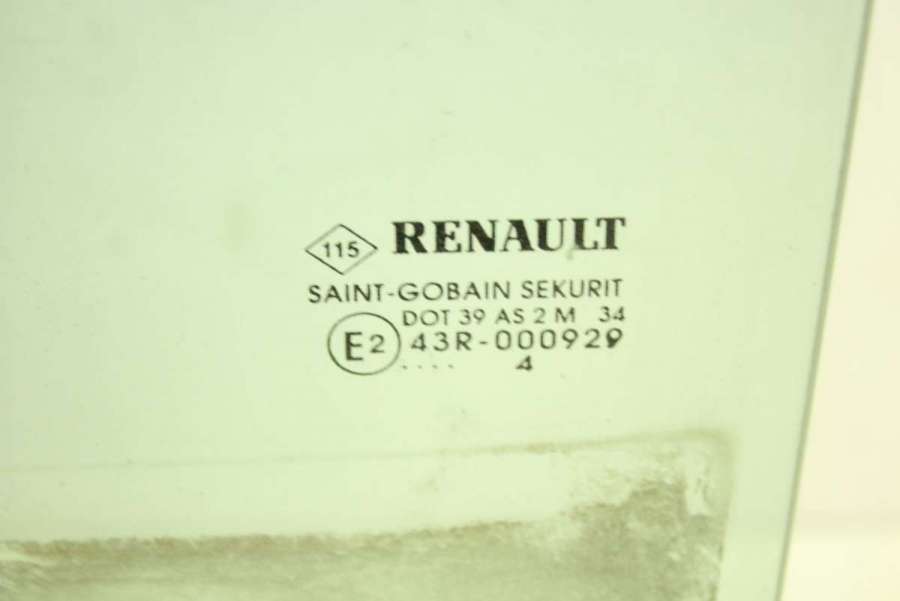 115 RENAULT
SAINT-GOBAIN SEKURIT
DOT 39 AS 2 M 34
E2 43R-000929
.... 4